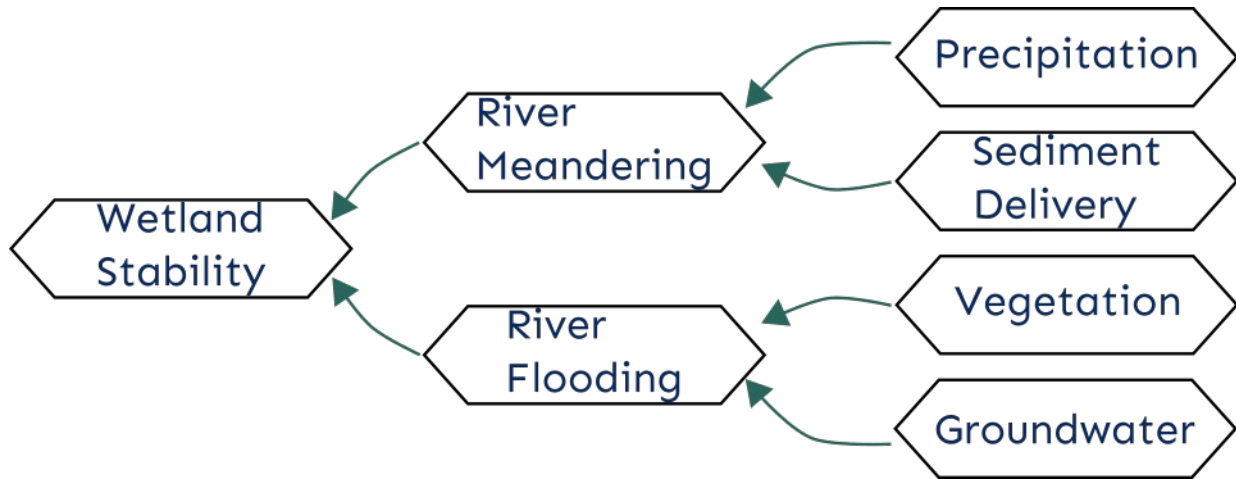 Precipitation
River
Meandering
Sediment
Delivery
Wetland
Stability
Vegetation
River
Flooding
Groundwater